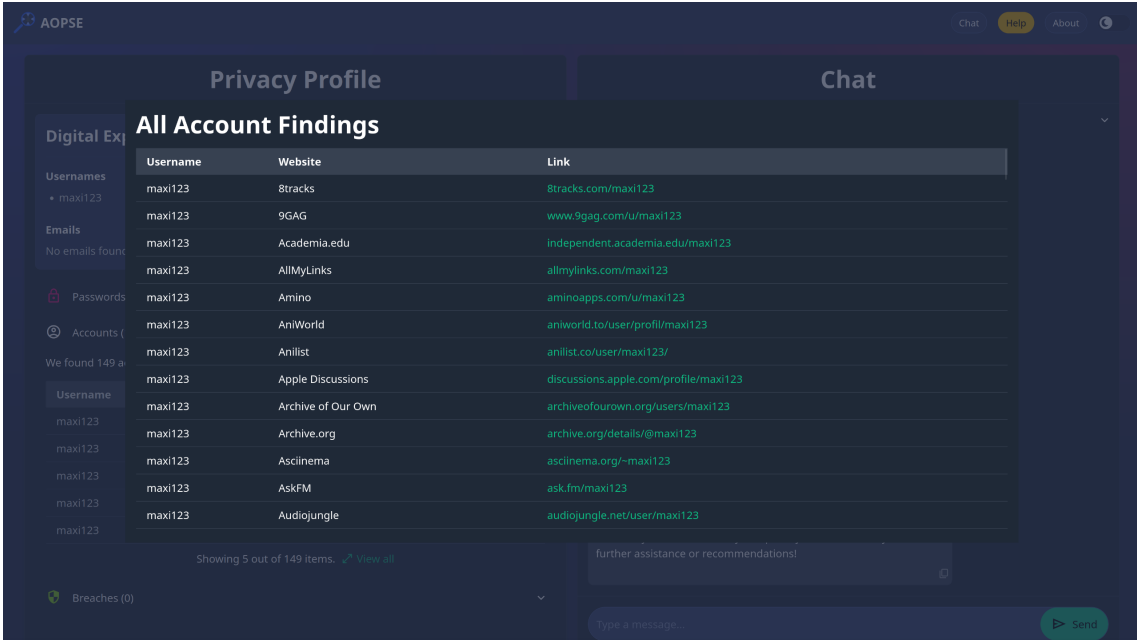 AOPSE
Chat
Help
About
Privacy Profile
Chat
Digital Exp
Usernames
• maxi123
Emails
No emails found
Passwords
Accounts (
We found 149 a
Username
maxi123
maxi123
maxi123
maxi123
maxi123
Showing 5 out of 149 items. View all
Breaches (0)
All Account Findings
Username Website Link
maxi123 8tracks 8tracks.com/maxi123
maxi123 9GAG www.9gag.com/u/maxi123
maxi123 Academia.edu independent.academia.edu/maxi123
maxi123 AllMyLinks allmylinks.com/maxi123
maxi123 Amino aminoapps.com/u/maxi123
maxi123 AniWorld aniworld.to/user/profil/maxi123
maxi123 Anilist anilist.co/user/maxi123/
maxi123 Apple Discussions discussions.apple.com/profile/maxi123
maxi123 Archive of Our Own archiveofourown.org/users/maxi123
maxi123 Archive.org archive.org/details/@maxi123
maxi123 Asciinema asciinema.org/~maxi123
maxi123 AskFM ask.fm/maxi123
maxi123 Audiojungle audiojungle.net/user/maxi123
further assistance or recommendations!
Type a message...
Send